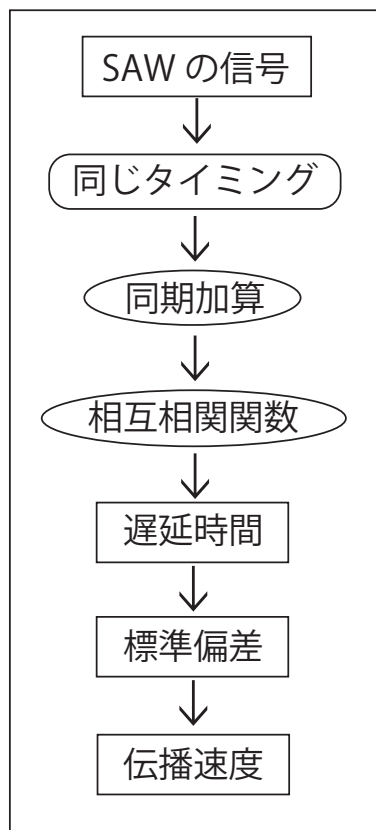 SAW の信号
同じタイミング
同期加算
相互相関関数
遅延時間
標準偏差
伝播速度